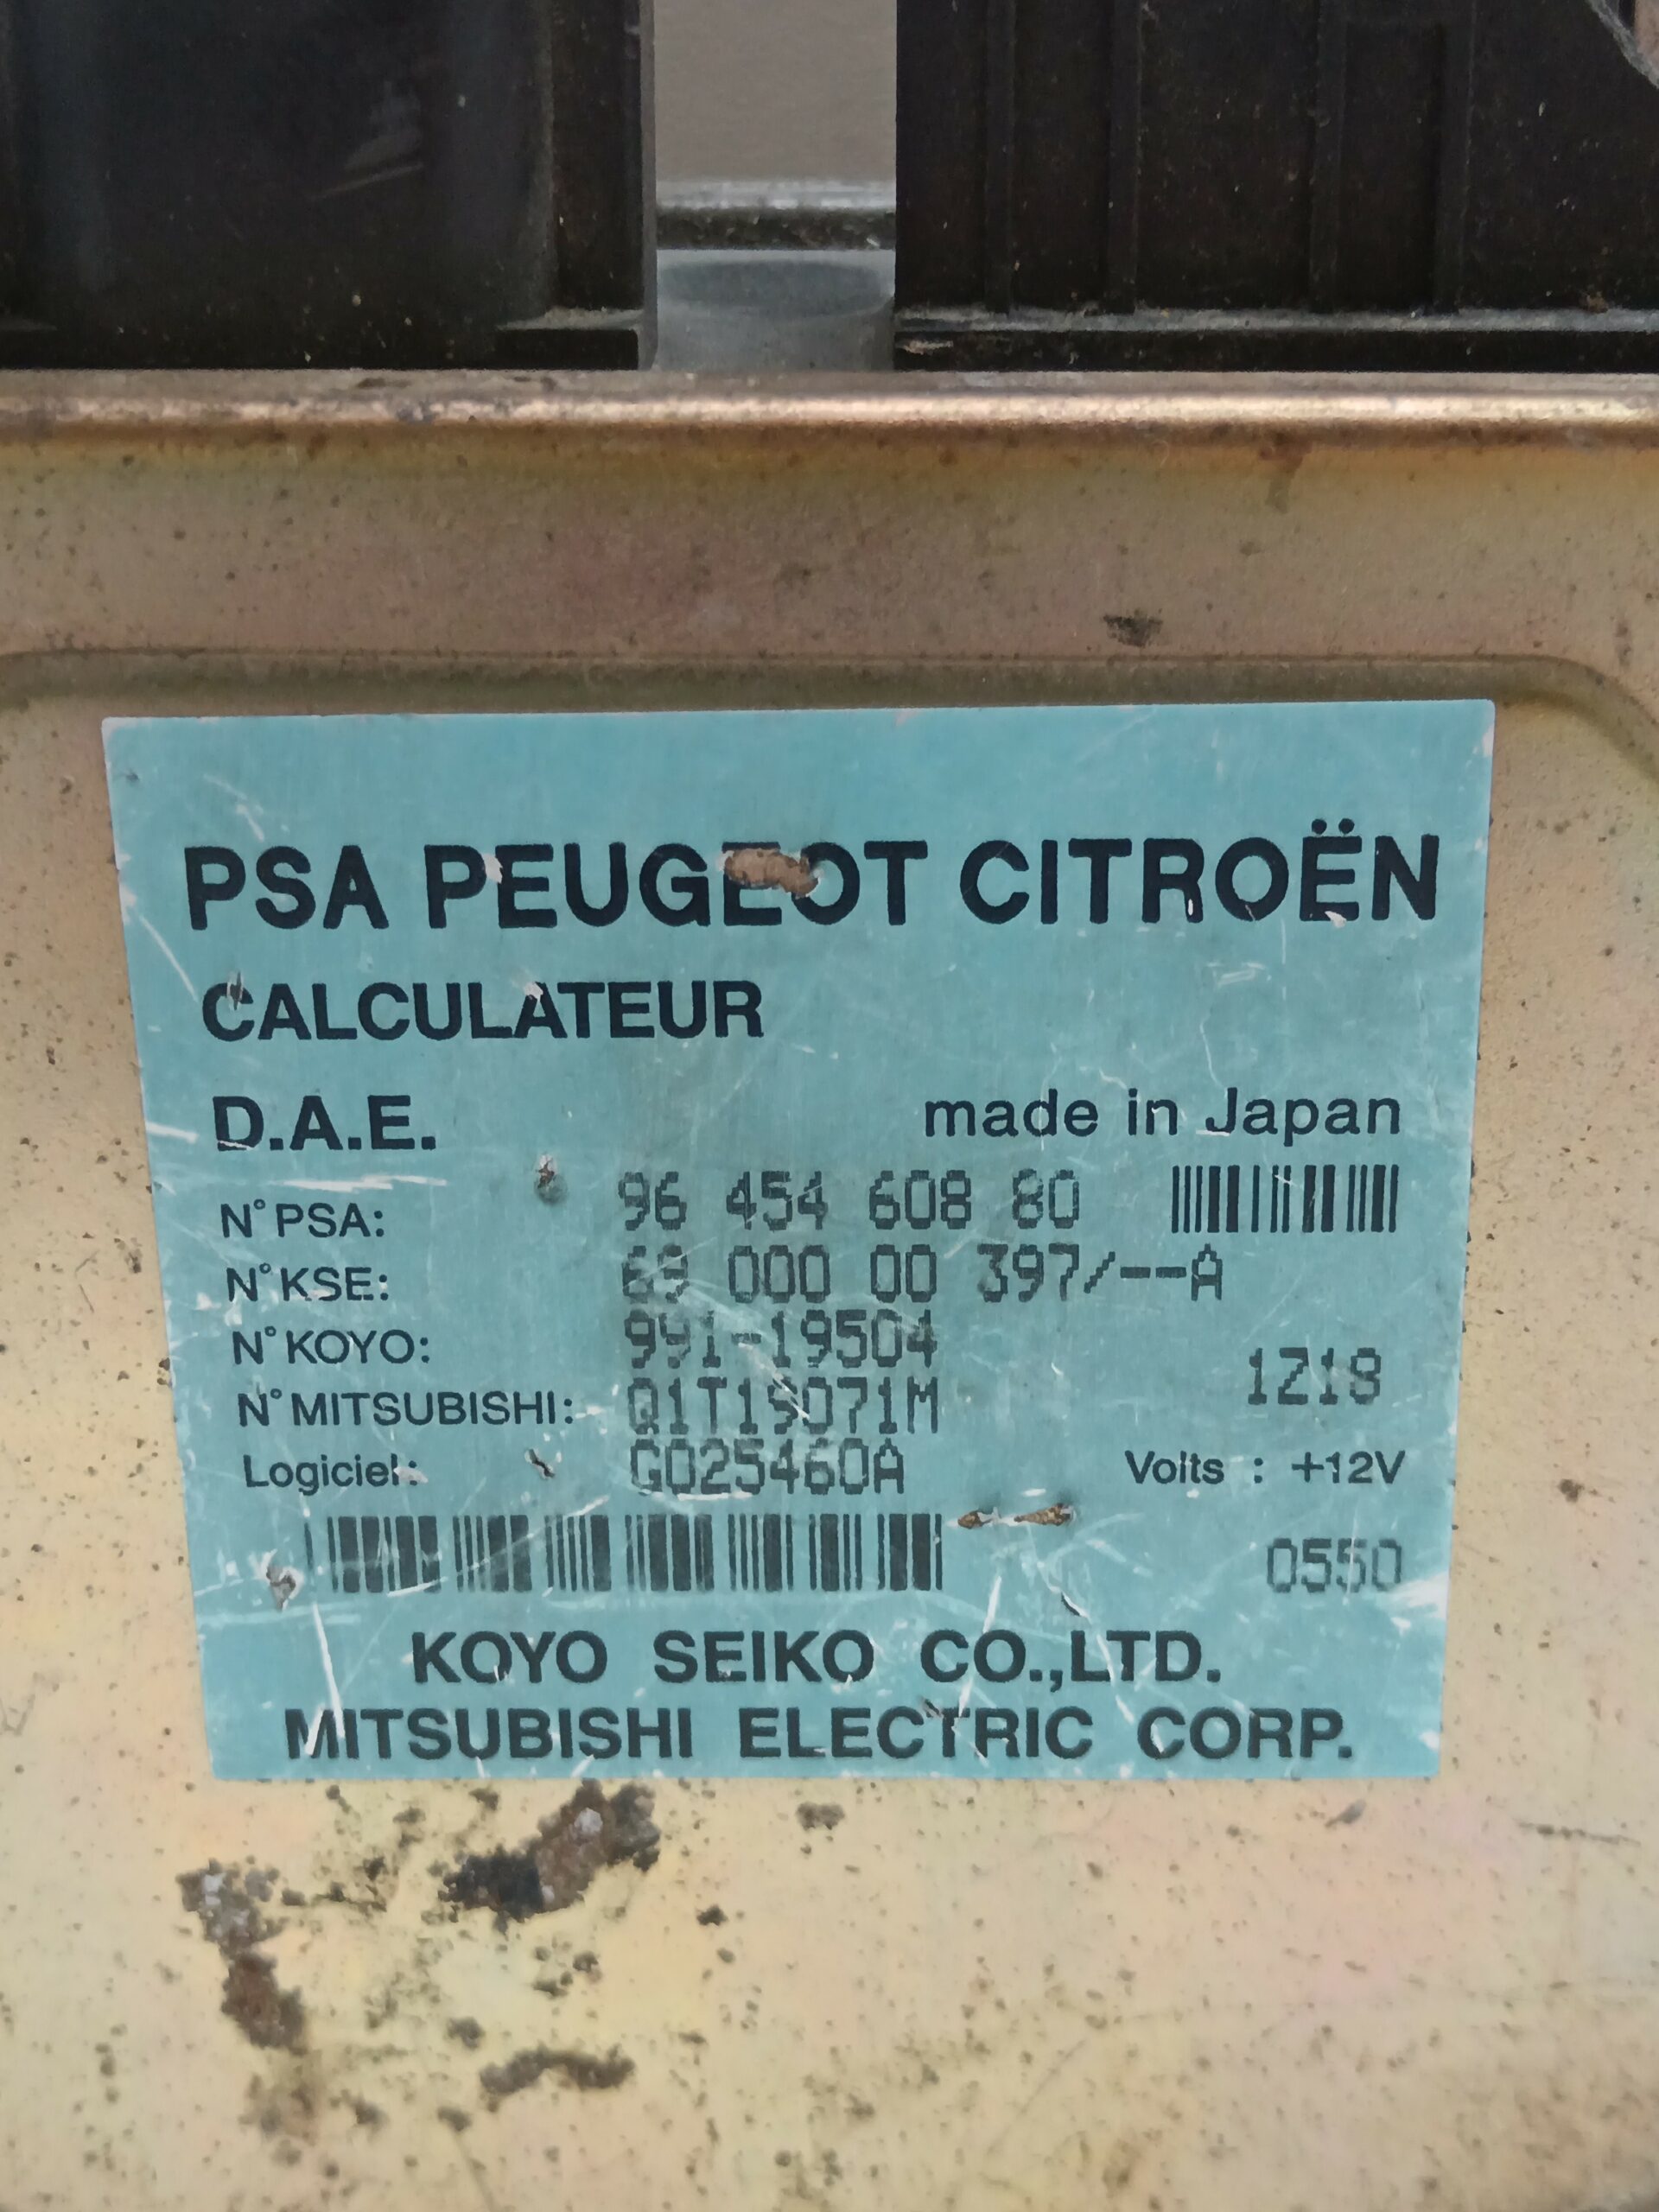 PSA PEUGEOT CITROËN
CALCULATEUR
D.A.E. made in Japan
N°PSA: 96 454 608 80
N°KSE: 69 000 00 397/--A
N°KOYO: 991-19504
1Z18
N°MITSUBISHI: Q1T19071M
Logiciel: G025460A Volts : +12V
0550
KOYO SEIKO CO.,LTD.
MITSUBISHI ELECTRIC CORP.